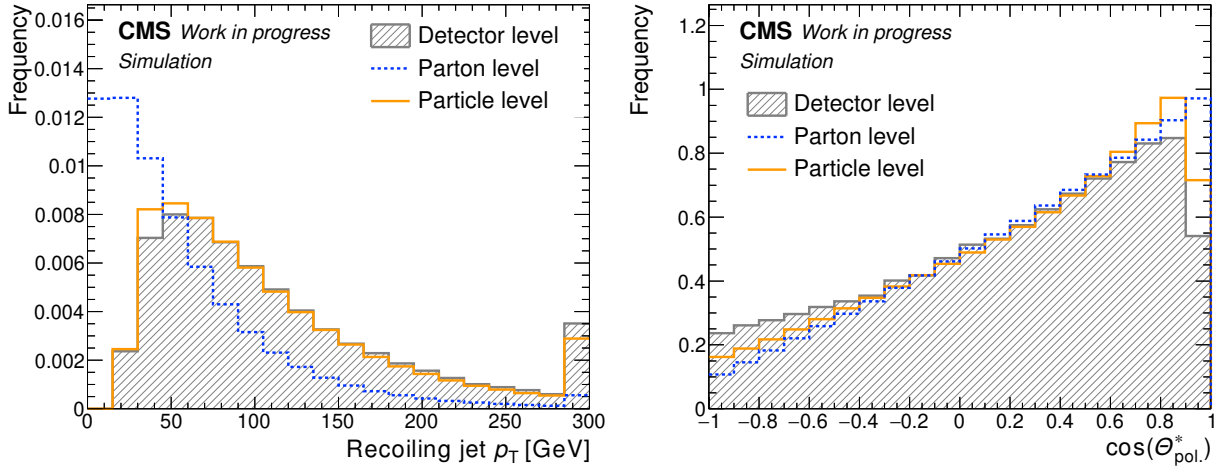 CMS Work in progress
Simulation
Detector level
Parton level
Particle level
Frequency
0.016
0.014
0.012
0.01
0.008
0.006
0.004
0.002
0
0 50 100 150 200 250 300
Recoiling jet p_T [GeV]
CMS Work in progress
Simulation
Detector level
Parton level
Particle level
Frequency
1.2
1
0.8
0.6
0.4
0.2
0
−1 −0.8 −0.6 −0.4 −0.2 0 0.2 0.4 0.6 0.8 1
cos(Θ*pol.)